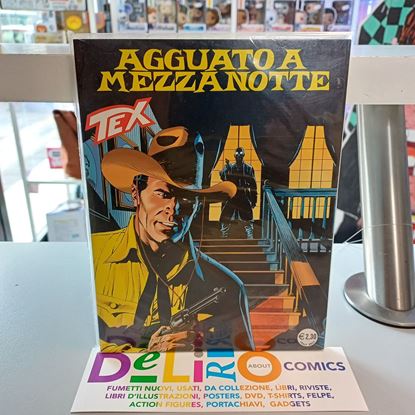 AGGUATO A
MEZZANOTTE
TEX
€ 2,30
DeLiRiO ABOUT COMICS
FUMETTI NUOVI, USATI, DA COLLEZIONE, LIBRI, RIVISTE,
LIBRI D'ILLUSTRAZIONI, POSTERS, DVD, T-SHIRTS, FELPE,
ACTION FIGURES, PORTACHIAVI, GADGETS